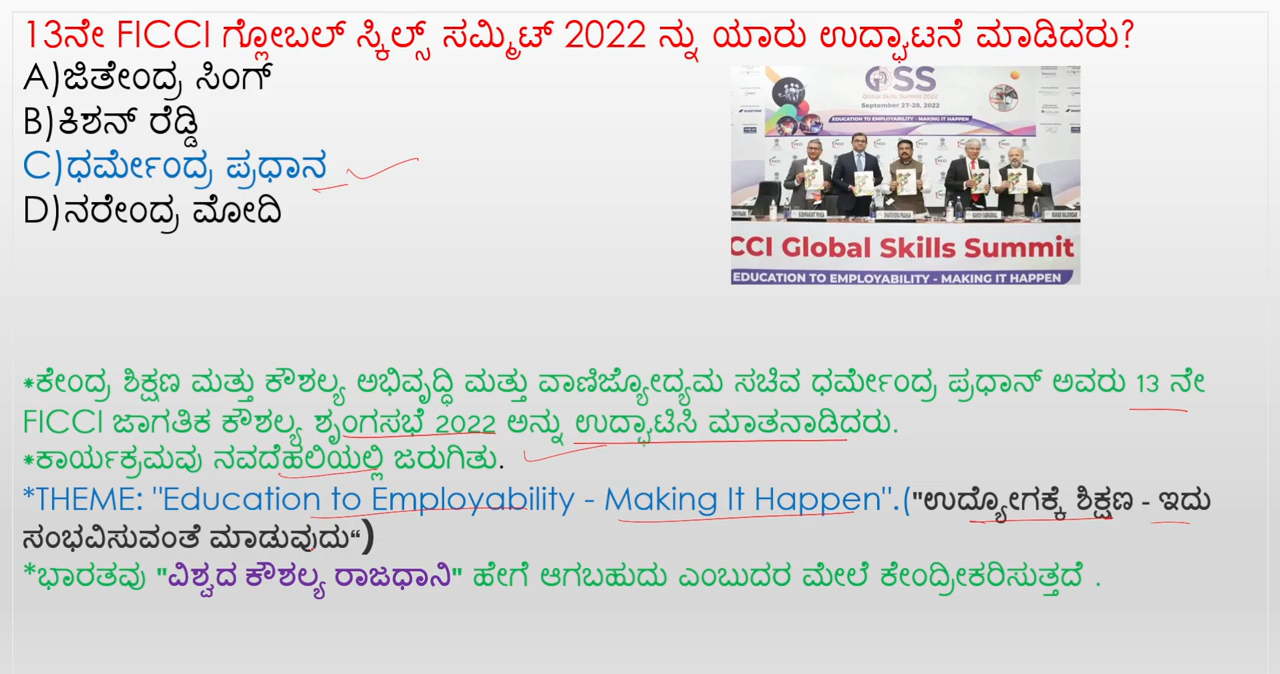 13ನೇ FICCI ಗ್ಲೋಬಲ್ ಸ್ಕಿಲ್ಸ್ ಸಮ್ಮಿಟ್ 2022 ನ್ನು ಯಾರು ಉದ್ಘಾಟನೆ ಮಾಡಿದರು?
A)ಜಿತೇಂದ್ರ ಸಿಂಗ್
B)ಕಿಶನ್ ರೆಡ್ಡಿ
C)ಧರ್ಮೇಂದ್ರ ಪ್ರಧಾನ
D)ನರೇಂದ್ರ ಮೋದಿ
GSS
Global Skills Summit 2022
September 27-28, 2022
EDUCATION TO EMPLOYABILITY - MAKING IT HAPPEN
CCI Global Skills Summit
EDUCATION TO EMPLOYABILITY - MAKING IT HAPPEN
*ಕೇಂದ್ರ ಶಿಕ್ಷಣ ಮತ್ತು ಕೌಶಲ್ಯ ಅಭಿವೃದ್ಧಿ ಮತ್ತು ವಾಣಿಜ್ಯೋದ್ಯಮ ಸಚಿವ ಧರ್ಮೇಂದ್ರ ಪ್ರಧಾನ್ ಅವರು 13 ನೇ
FICCI ಜಾಗತಿಕ ಕೌಶಲ್ಯ ಶೃಂಗಸಭೆ 2022 ಅನ್ನು ಉದ್ಘಾಟಿಸಿ ಮಾತನಾಡಿದರು.
*ಕಾರ್ಯಕ್ರಮವು ನವದೆಹಲಿಯಲ್ಲಿ ಜರುಗಿತು.
*THEME: "Education to Employability - Making It Happen".("ಉದ್ಯೋಗಕ್ಕೆ ಶಿಕ್ಷಣ - ಇದು
ಸಂಭವಿಸುವಂತೆ ಮಾಡುವುದು“)
*ಭಾರತವು "ವಿಶ್ವದ ಕೌಶಲ್ಯ ರಾಜಧಾನಿ" ಹೇಗೆ ಆಗಬಹುದು ಎಂಬುದರ ಮೇಲೆ ಕೇಂದ್ರೀಕರಿಸುತ್ತದೆ .